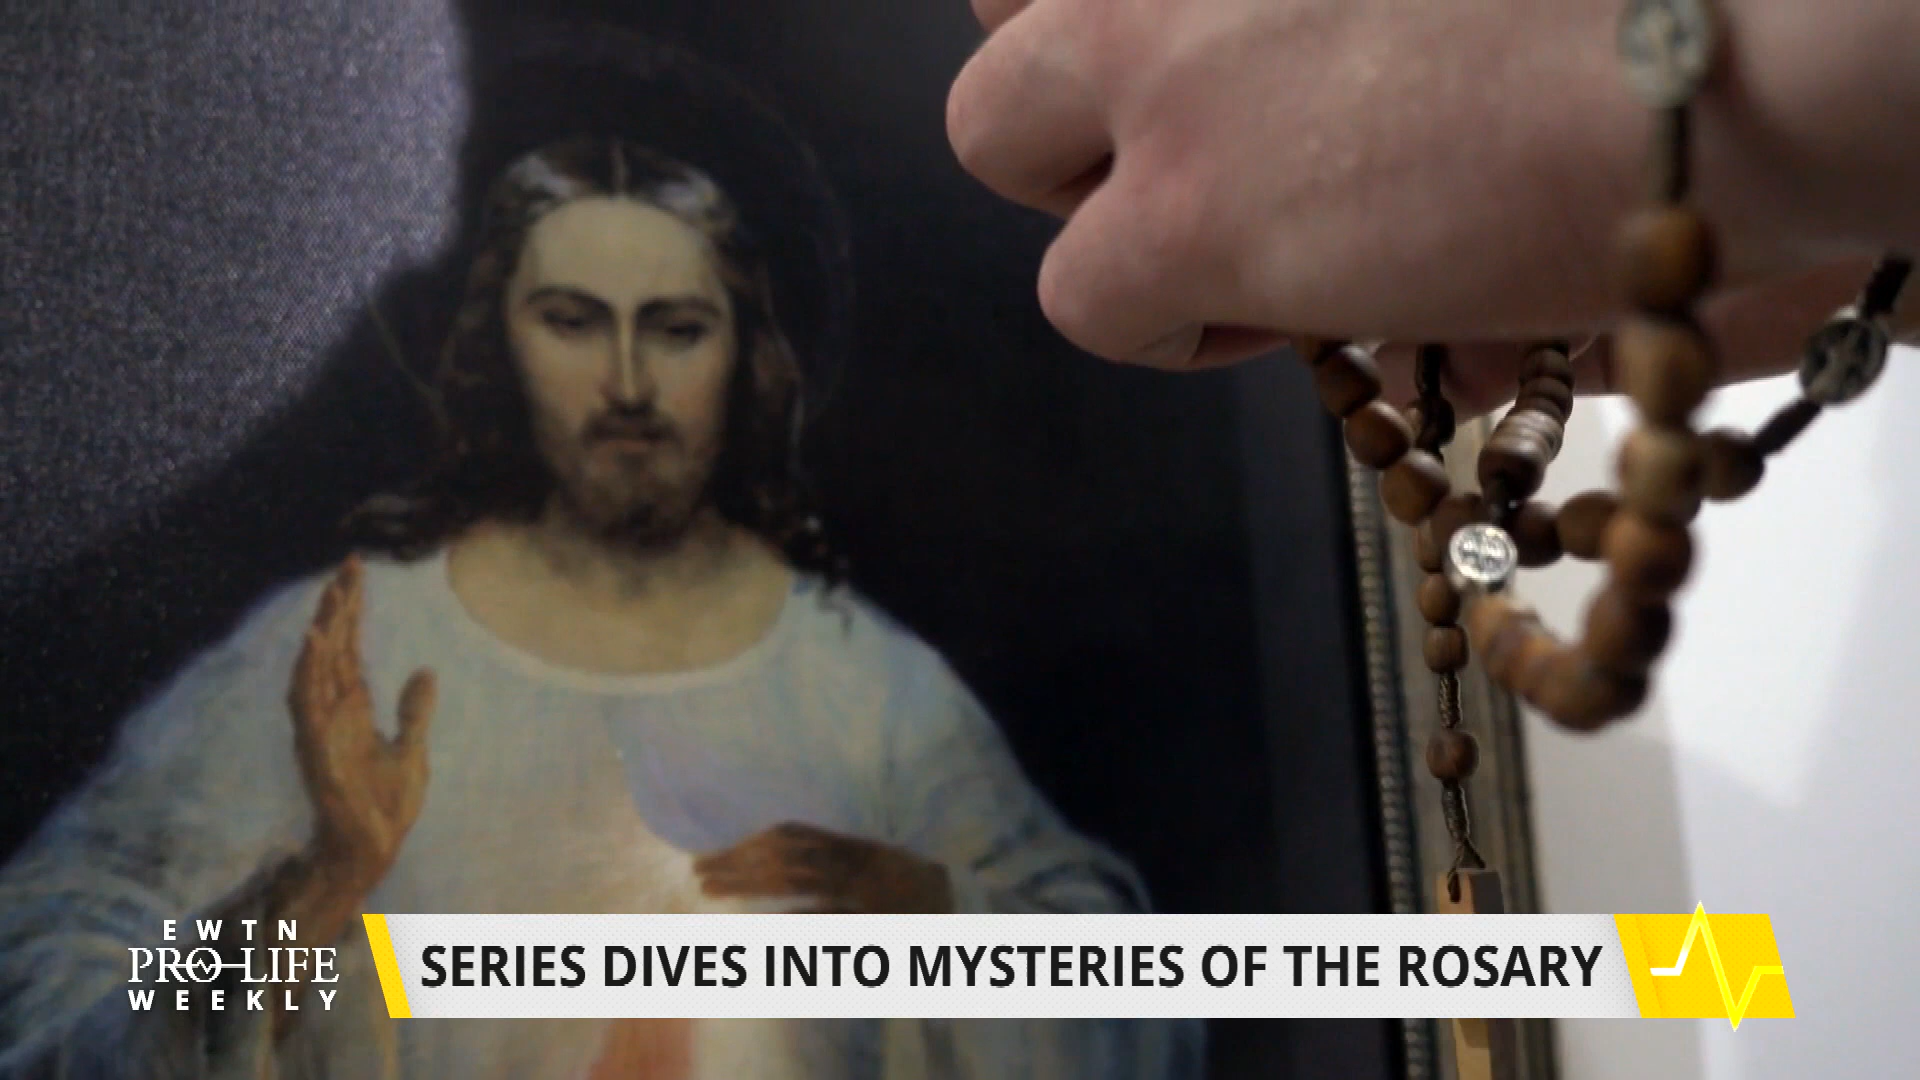 EWTN
PRO-LIFE
WEEKLY
SERIES DIVES INTO MYSTERIES OF THE ROSARY